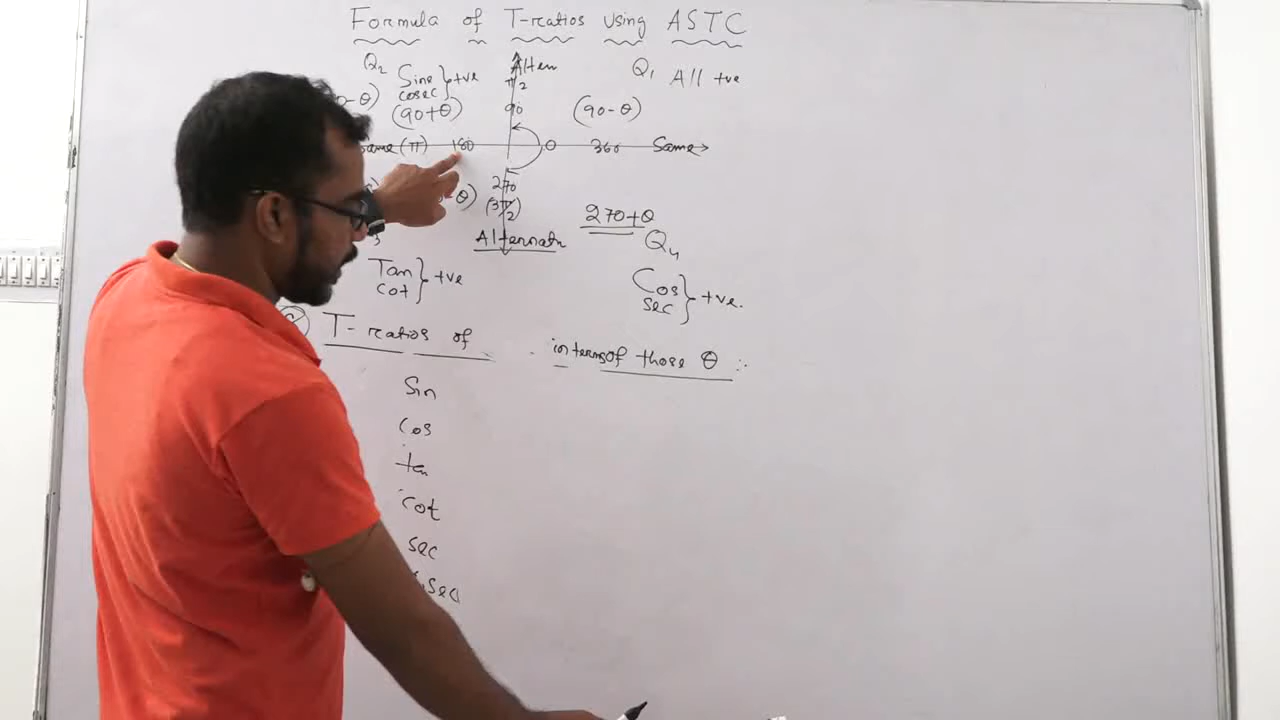 Formula of T-ratios using ASTC
Q2 Sine cosec } +ve
Altern
π/2
Q1 All +ve
(90+θ) 90 (90-θ)
Same (π) 180 0 360 Same
270
(3π/2)
Alternate
270+θ
Q4
Tan cot } +ve
Cos sec } +ve.
T-ratios of in terms of those θ :-
Sin
Cos
tan
cot
sec